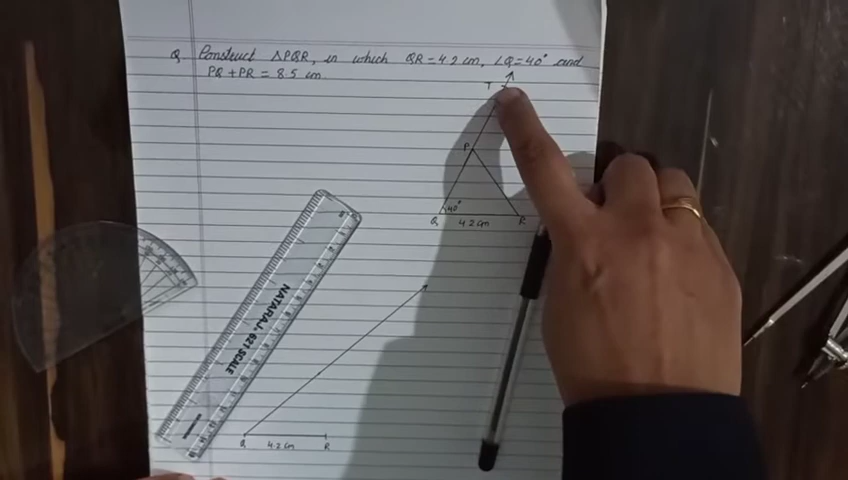 Q. Construct △PQR, in which QR = 4.2 cm, ∠Q = 40° and
PQ + PR = 8.5 cm
T
P
40°
Q
R
4.2 cm
NATARAJ 621 SCALE
Q
R
4.2 cm